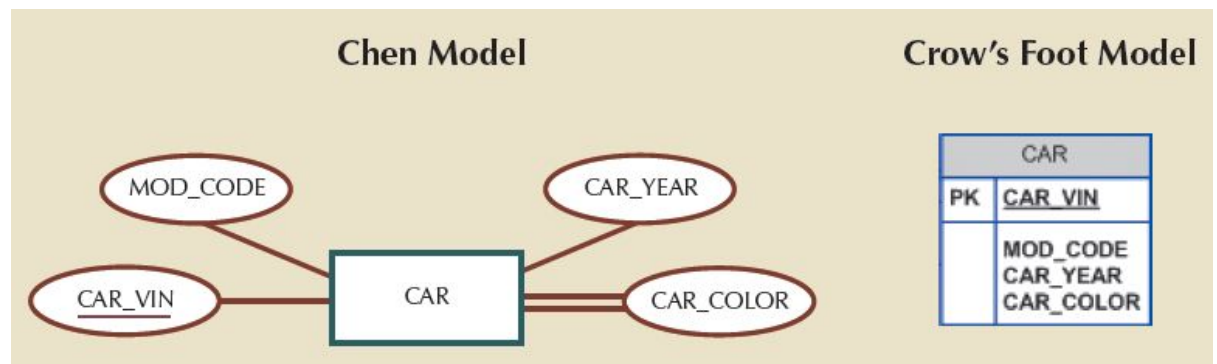 Chen Model
Crow's Foot Model
MOD_CODE
CAR_YEAR
CAR_VIN
CAR
CAR_COLOR
CAR
PK CAR_VIN
MOD_CODE
CAR_YEAR
CAR_COLOR